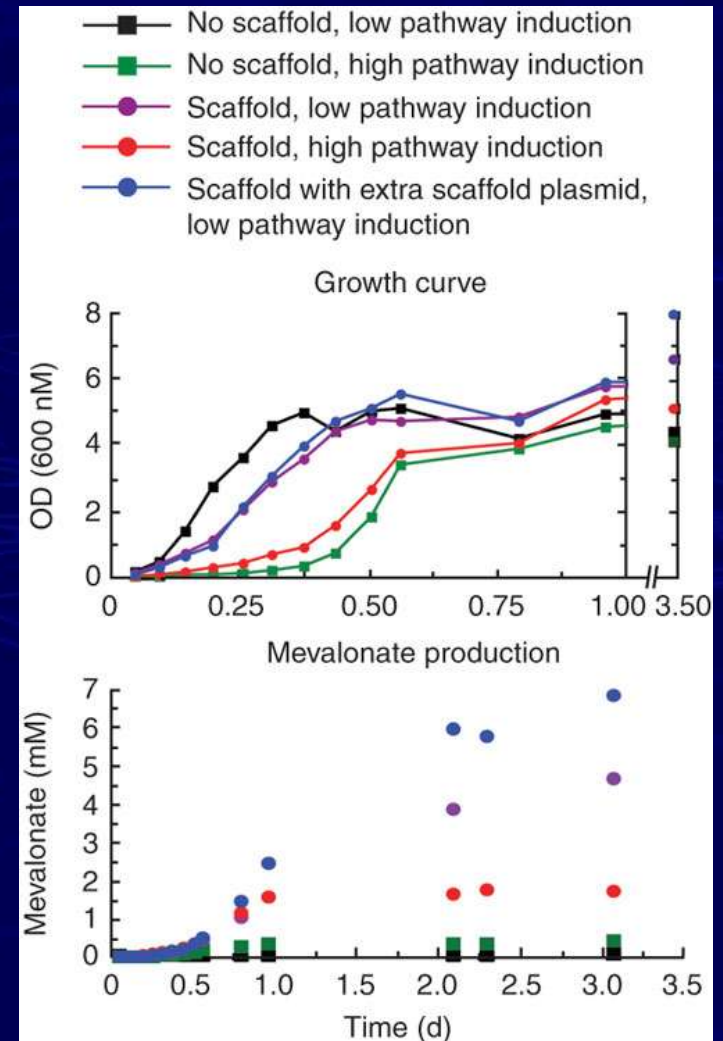 No scaffold, low pathway induction
No scaffold, high pathway induction
Scaffold, low pathway induction
Scaffold, high pathway induction
Scaffold with extra scaffold plasmid,
low pathway induction
Growth curve
OD (600 nM)
8
6
4
2
0
0 0.25 0.50 0.75 1.00 3.50
Mevalonate production
Mevalonate (mM)
7
6
5
4
3
2
1
0
0 0.5 1.0 2.0 2.5 3.0 3.5
Time (d)